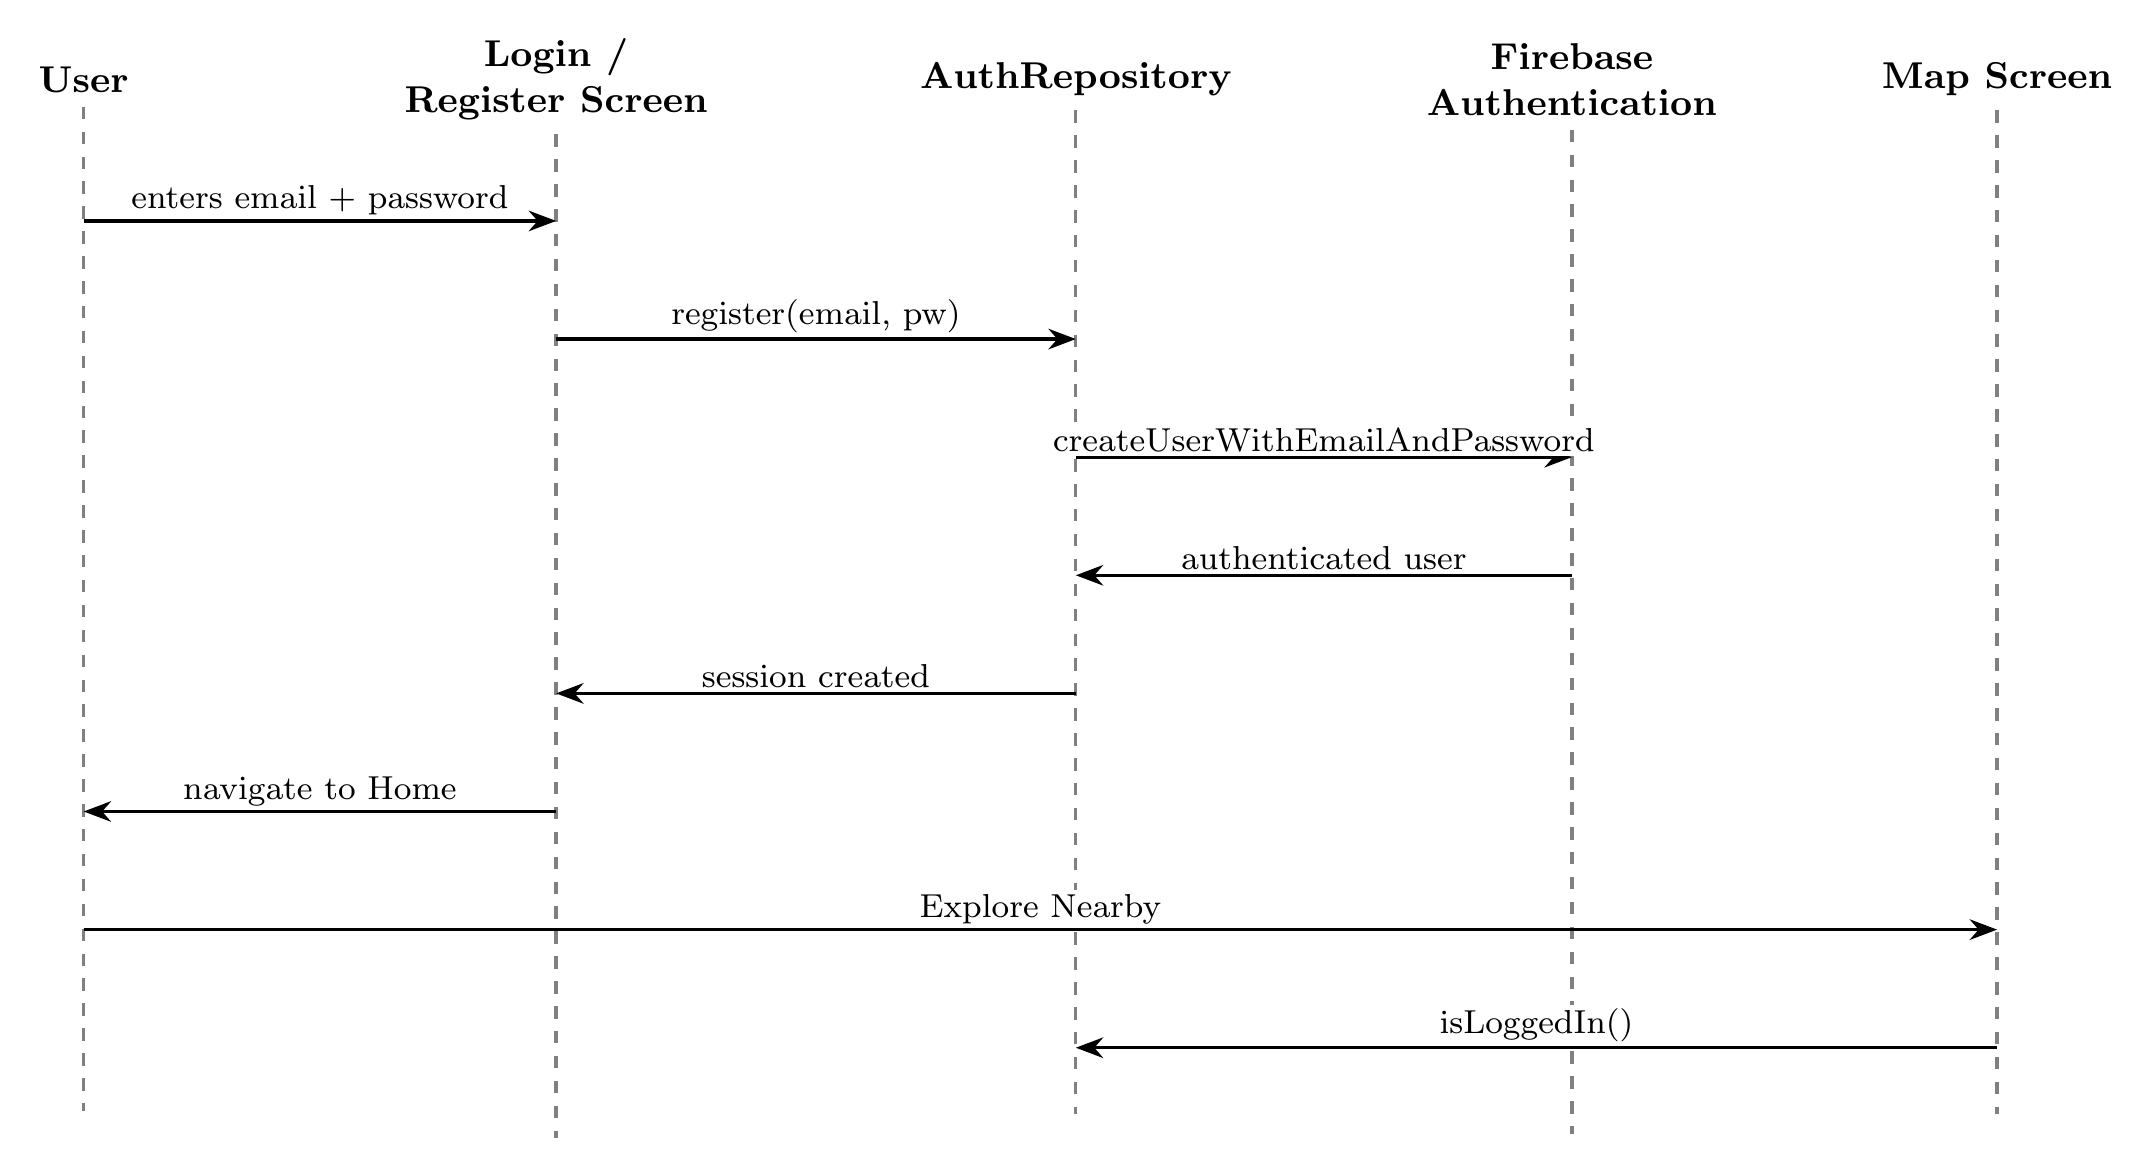 User
Login /
Register Screen
AuthRepository
Firebase
Authentication
Map Screen
enters email + password
register(email, pw)
createUserWithEmailAndPassword
authenticated user
session created
navigate to Home
Explore Nearby
isLoggedIn()